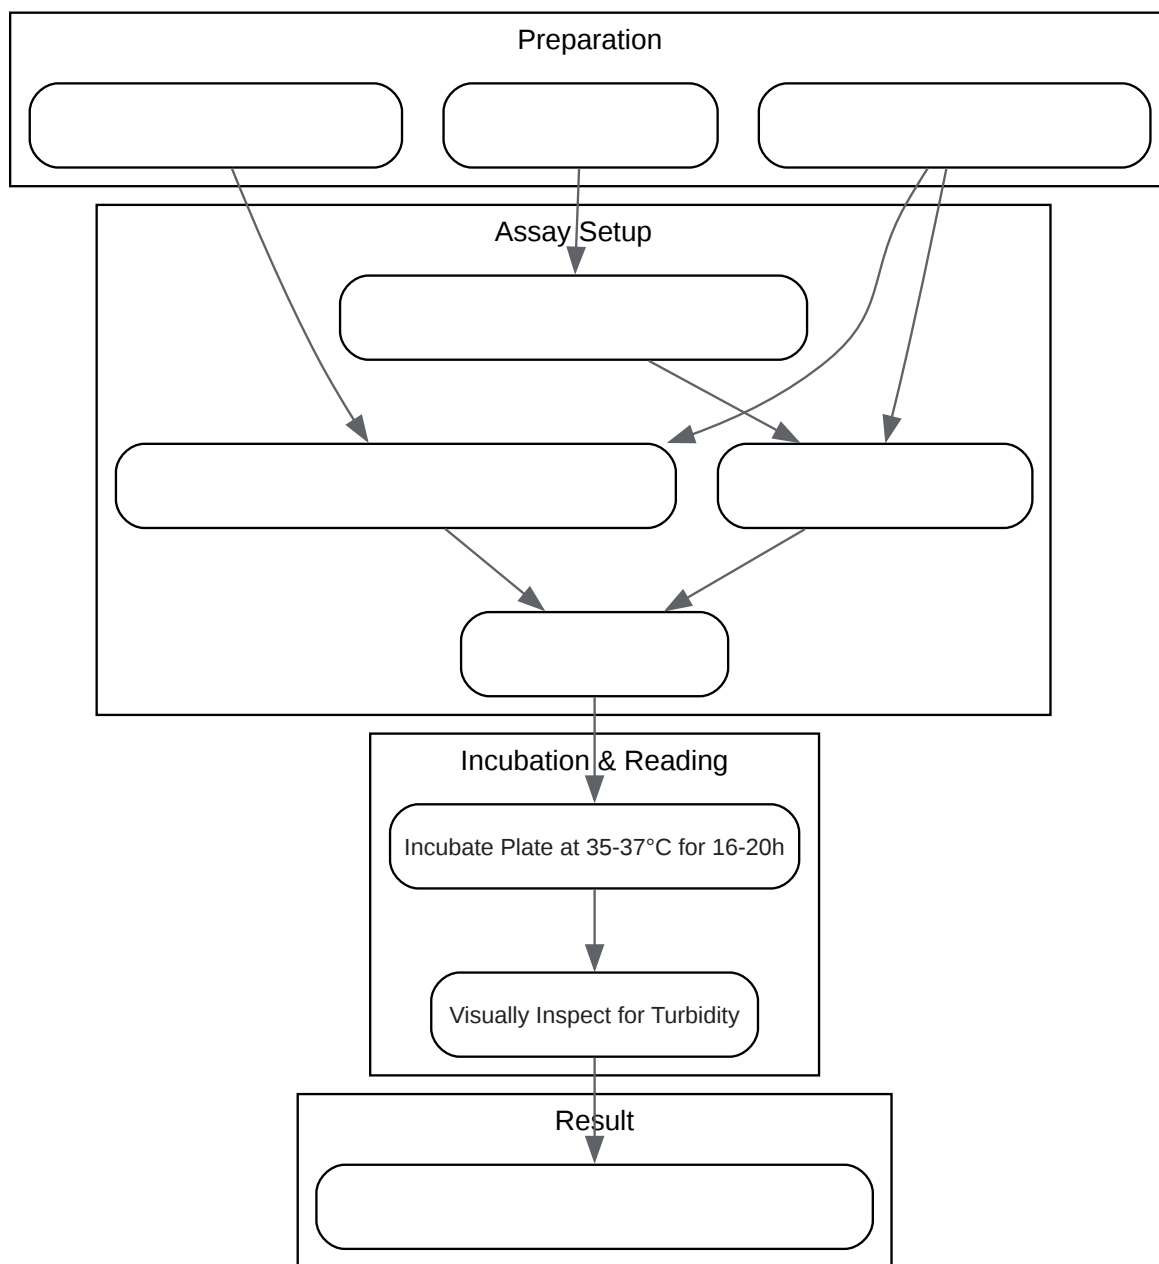 Preparation
Assay Setup
Incubation & Reading
Incubate Plate at 35-37°C for 16-20h
Visually Inspect for Turbidity
Result